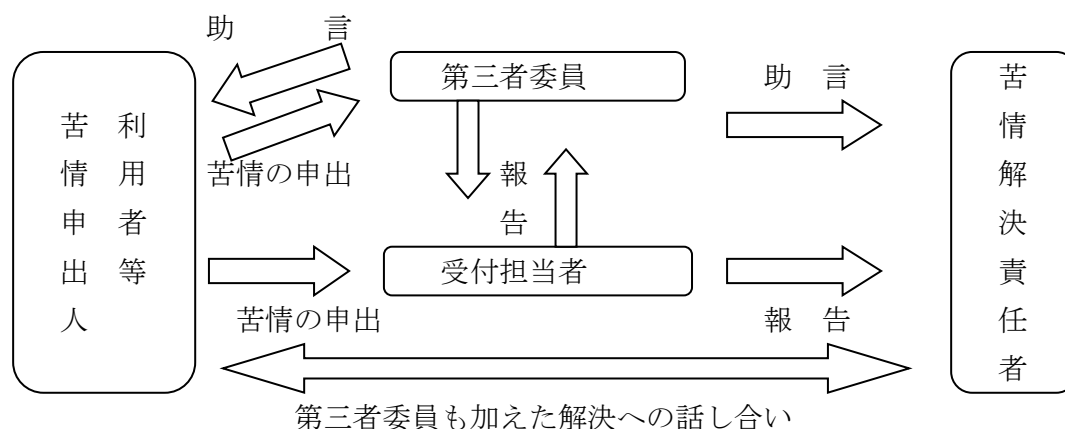 助　言
第三者委員
助　言
利用者等
苦情申出人
苦情の申出
報告
苦情解決責任者
受付担当者
苦情の申出
報　告
第三者委員も加えた解決への話し合い